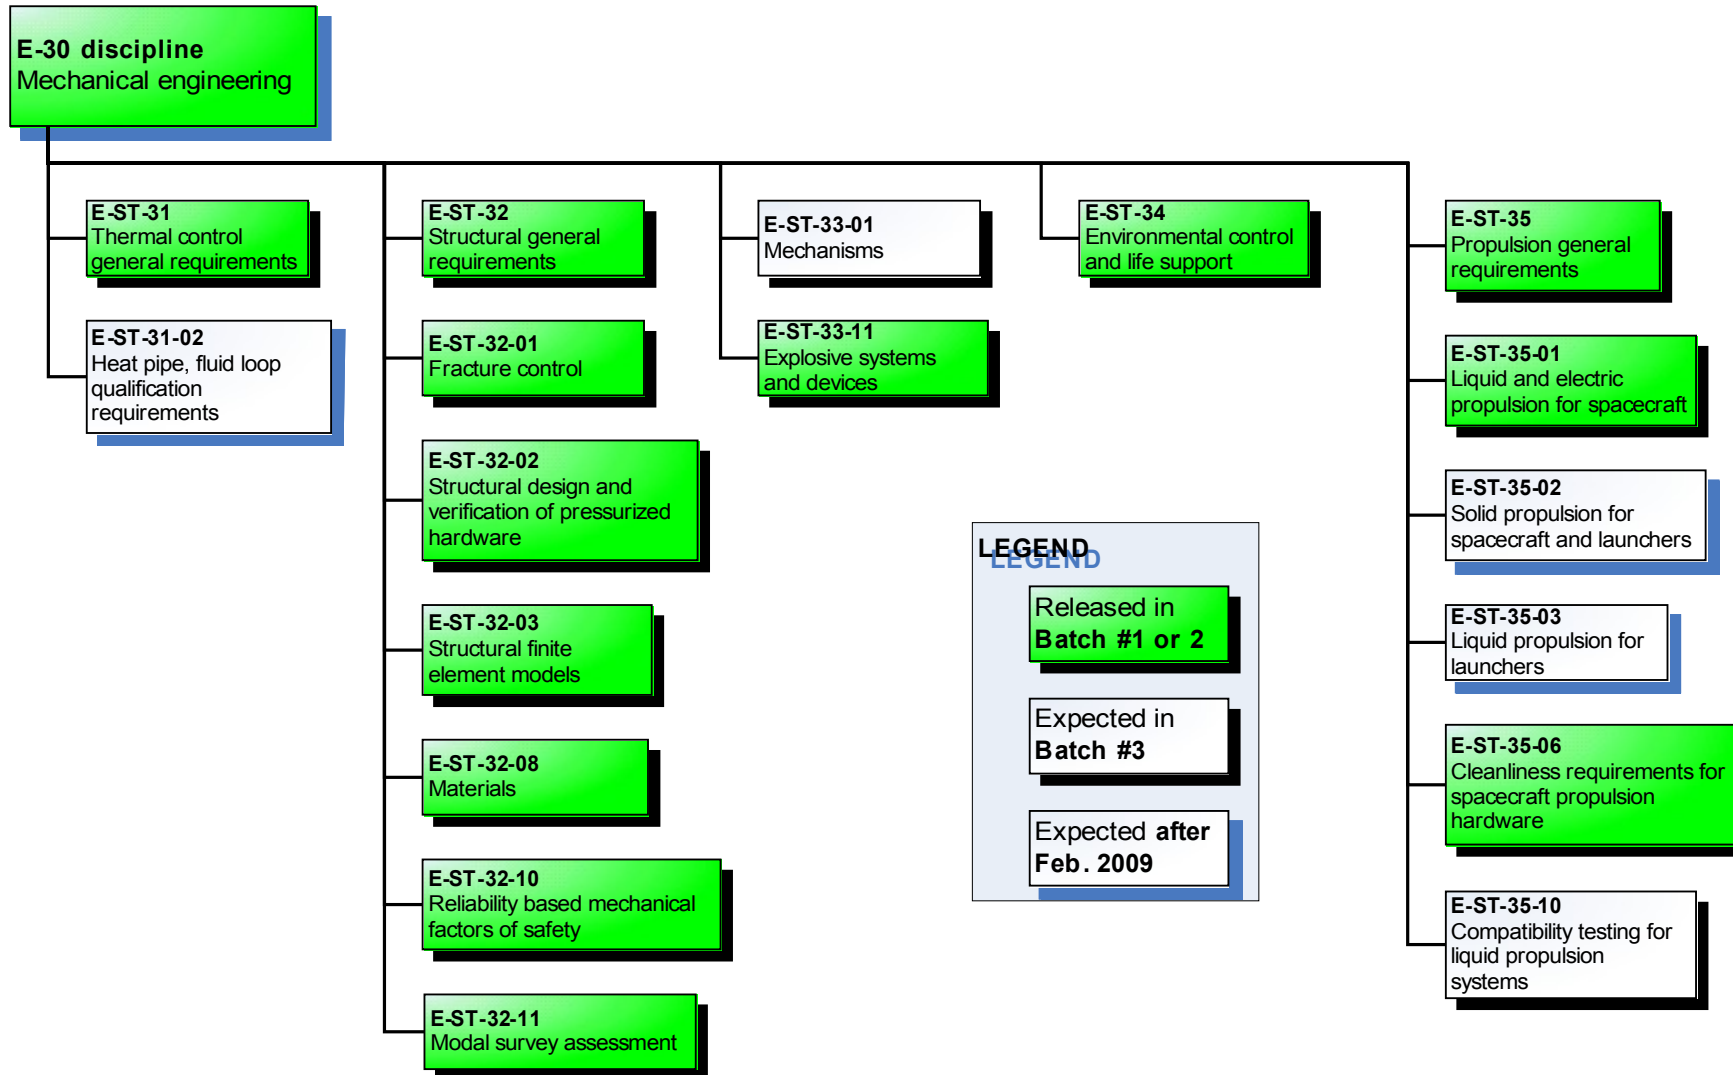 E-30 discipline
Mechanical engineering
E-ST-31
Thermal control
general requirements
E-ST-31-02
Heat pipe, fluid loop
qualification
requirements
E-ST-32
Structural general
requirements
E-ST-32-01
Fracture control
E-ST-32-02
Structural design and
verification of pressurized
hardware
E-ST-32-03
Structural finite
element models
E-ST-32-08
Materials
E-ST-32-10
Reliability based mechanical
factors of safety
E-ST-32-11
Modal survey assessment
E-ST-33-01
Mechanisms
E-ST-33-11
Explosive systems
and devices
E-ST-34
Environmental control
and life support
LEGEND
Released in
Batch #1 or 2
Expected in
Batch #3
Expected after
Feb. 2009
E-ST-35
Propulsion general
requirements
E-ST-35-01
Liquid and electric
propulsion for spacecraft
E-ST-35-02
Solid propulsion for
spacecraft and launchers
E-ST-35-03
Liquid propulsion for
launchers
E-ST-35-06
Cleanliness requirements for
spacecraft propulsion
hardware
E-ST-35-10
Compatibility testing for
liquid propulsion
systems